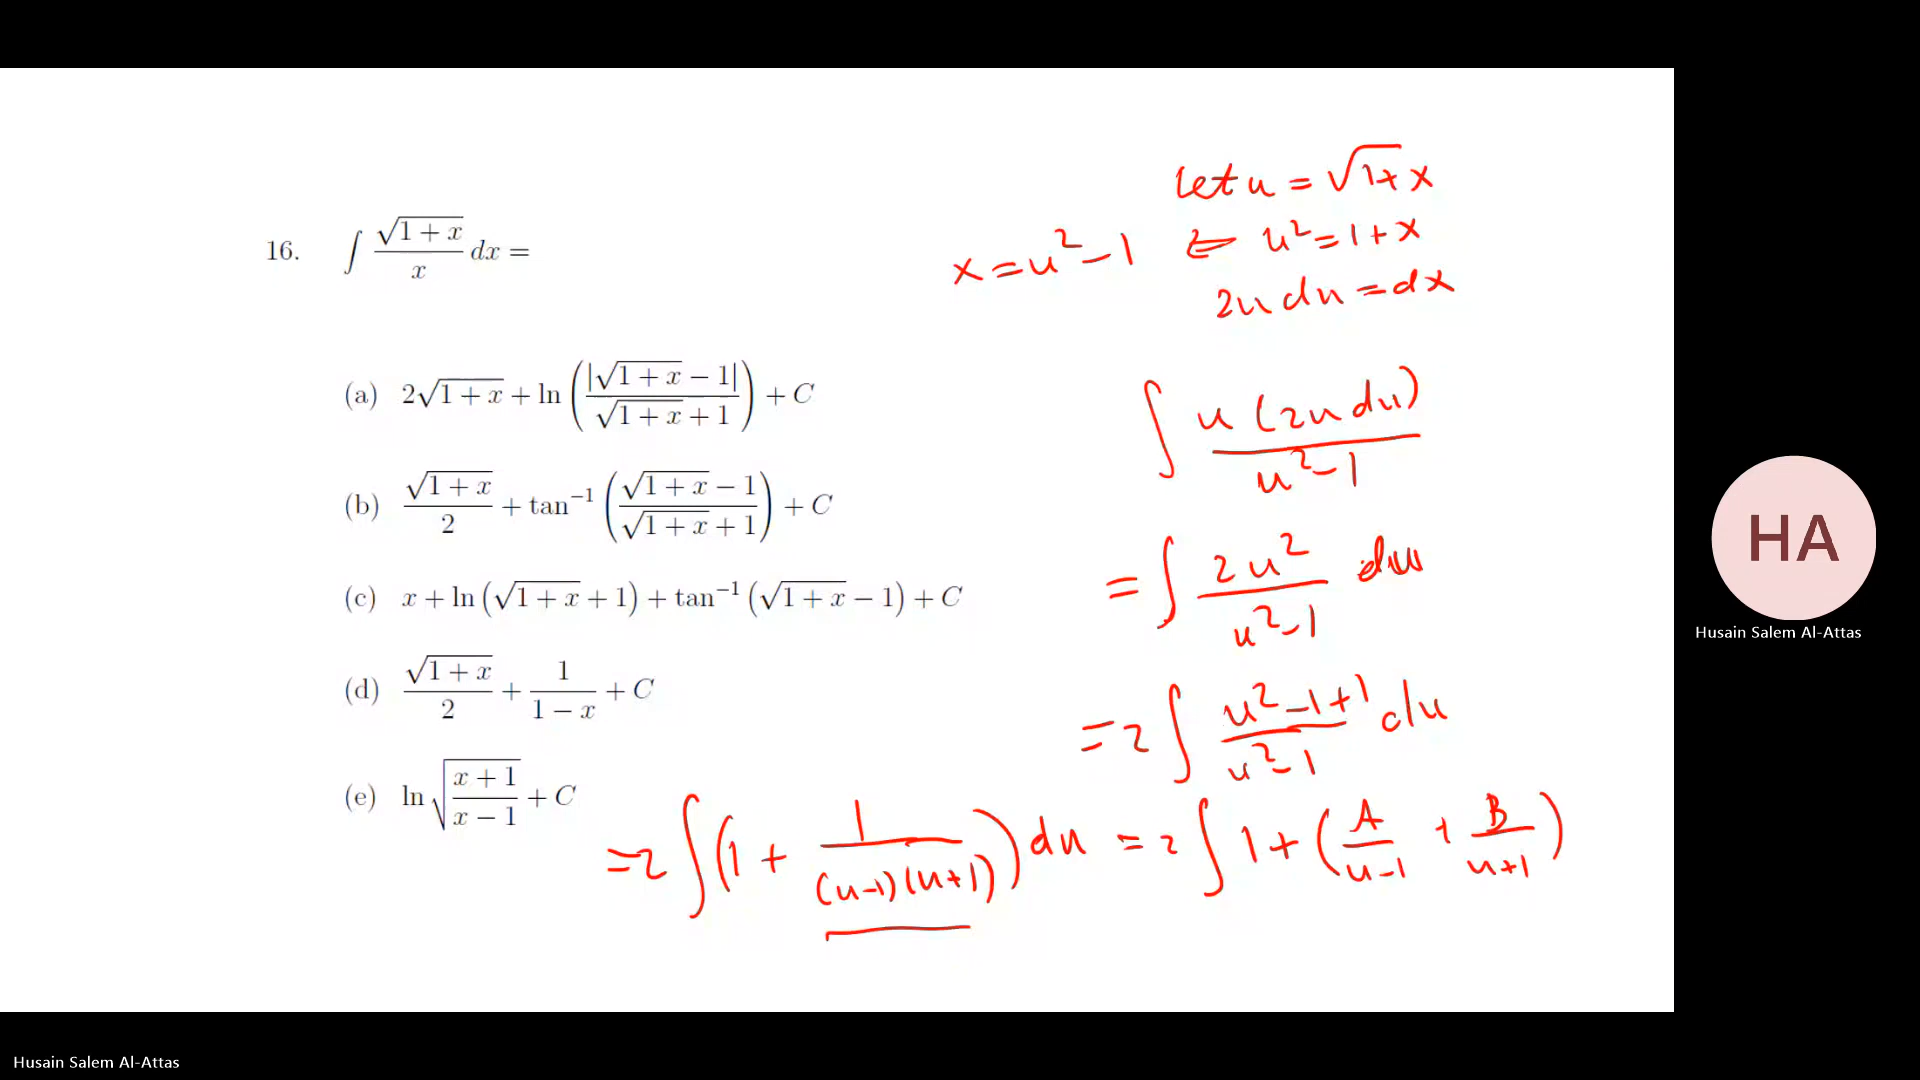 16. ∫ √(1 + x) / x dx =
(a) 2√(1 + x) + ln ( |√(1 + x) − 1| / (√(1 + x) + 1) ) + C
(b) √(1 + x) / 2 + tan⁻¹ ( (√(1 + x) − 1) / (√(1 + x) + 1) ) + C
(c) x + ln (√(1 + x) + 1) + tan⁻¹ (√(1 + x) − 1) + C
(d) √(1 + x) / 2 + 1 / (1 − x) + C
(e) ln √( (x + 1) / (x − 1) ) + C
let u = √(1+x)
x = u² − 1 ⇐ u² = 1 + x
2u du = dx
∫ u (2u du) / (u² − 1)
= ∫ 2u² / (u² − 1) du
= 2 ∫ (u² − 1 + 1) / (u² − 1) du
= 2 ∫ (1 + 1 / ((u−1)(u+1))) du = 2 ∫ 1 + (A / (u−1) + B / (u+1))
HA
Husain Salem Al-Attas
Husain Salem Al-Attas